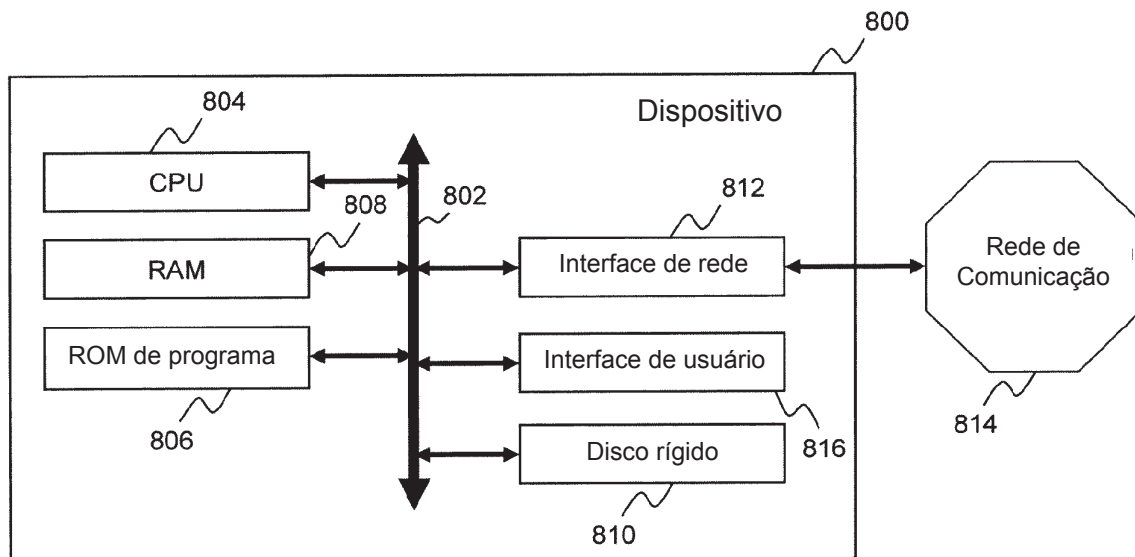 800
Dispositivo
804
CPU
802
812
808
RAM
Interface de rede
Rede de
Comunicação
ROM de programa
Interface de usuário
806
816
814
Disco rígido
810